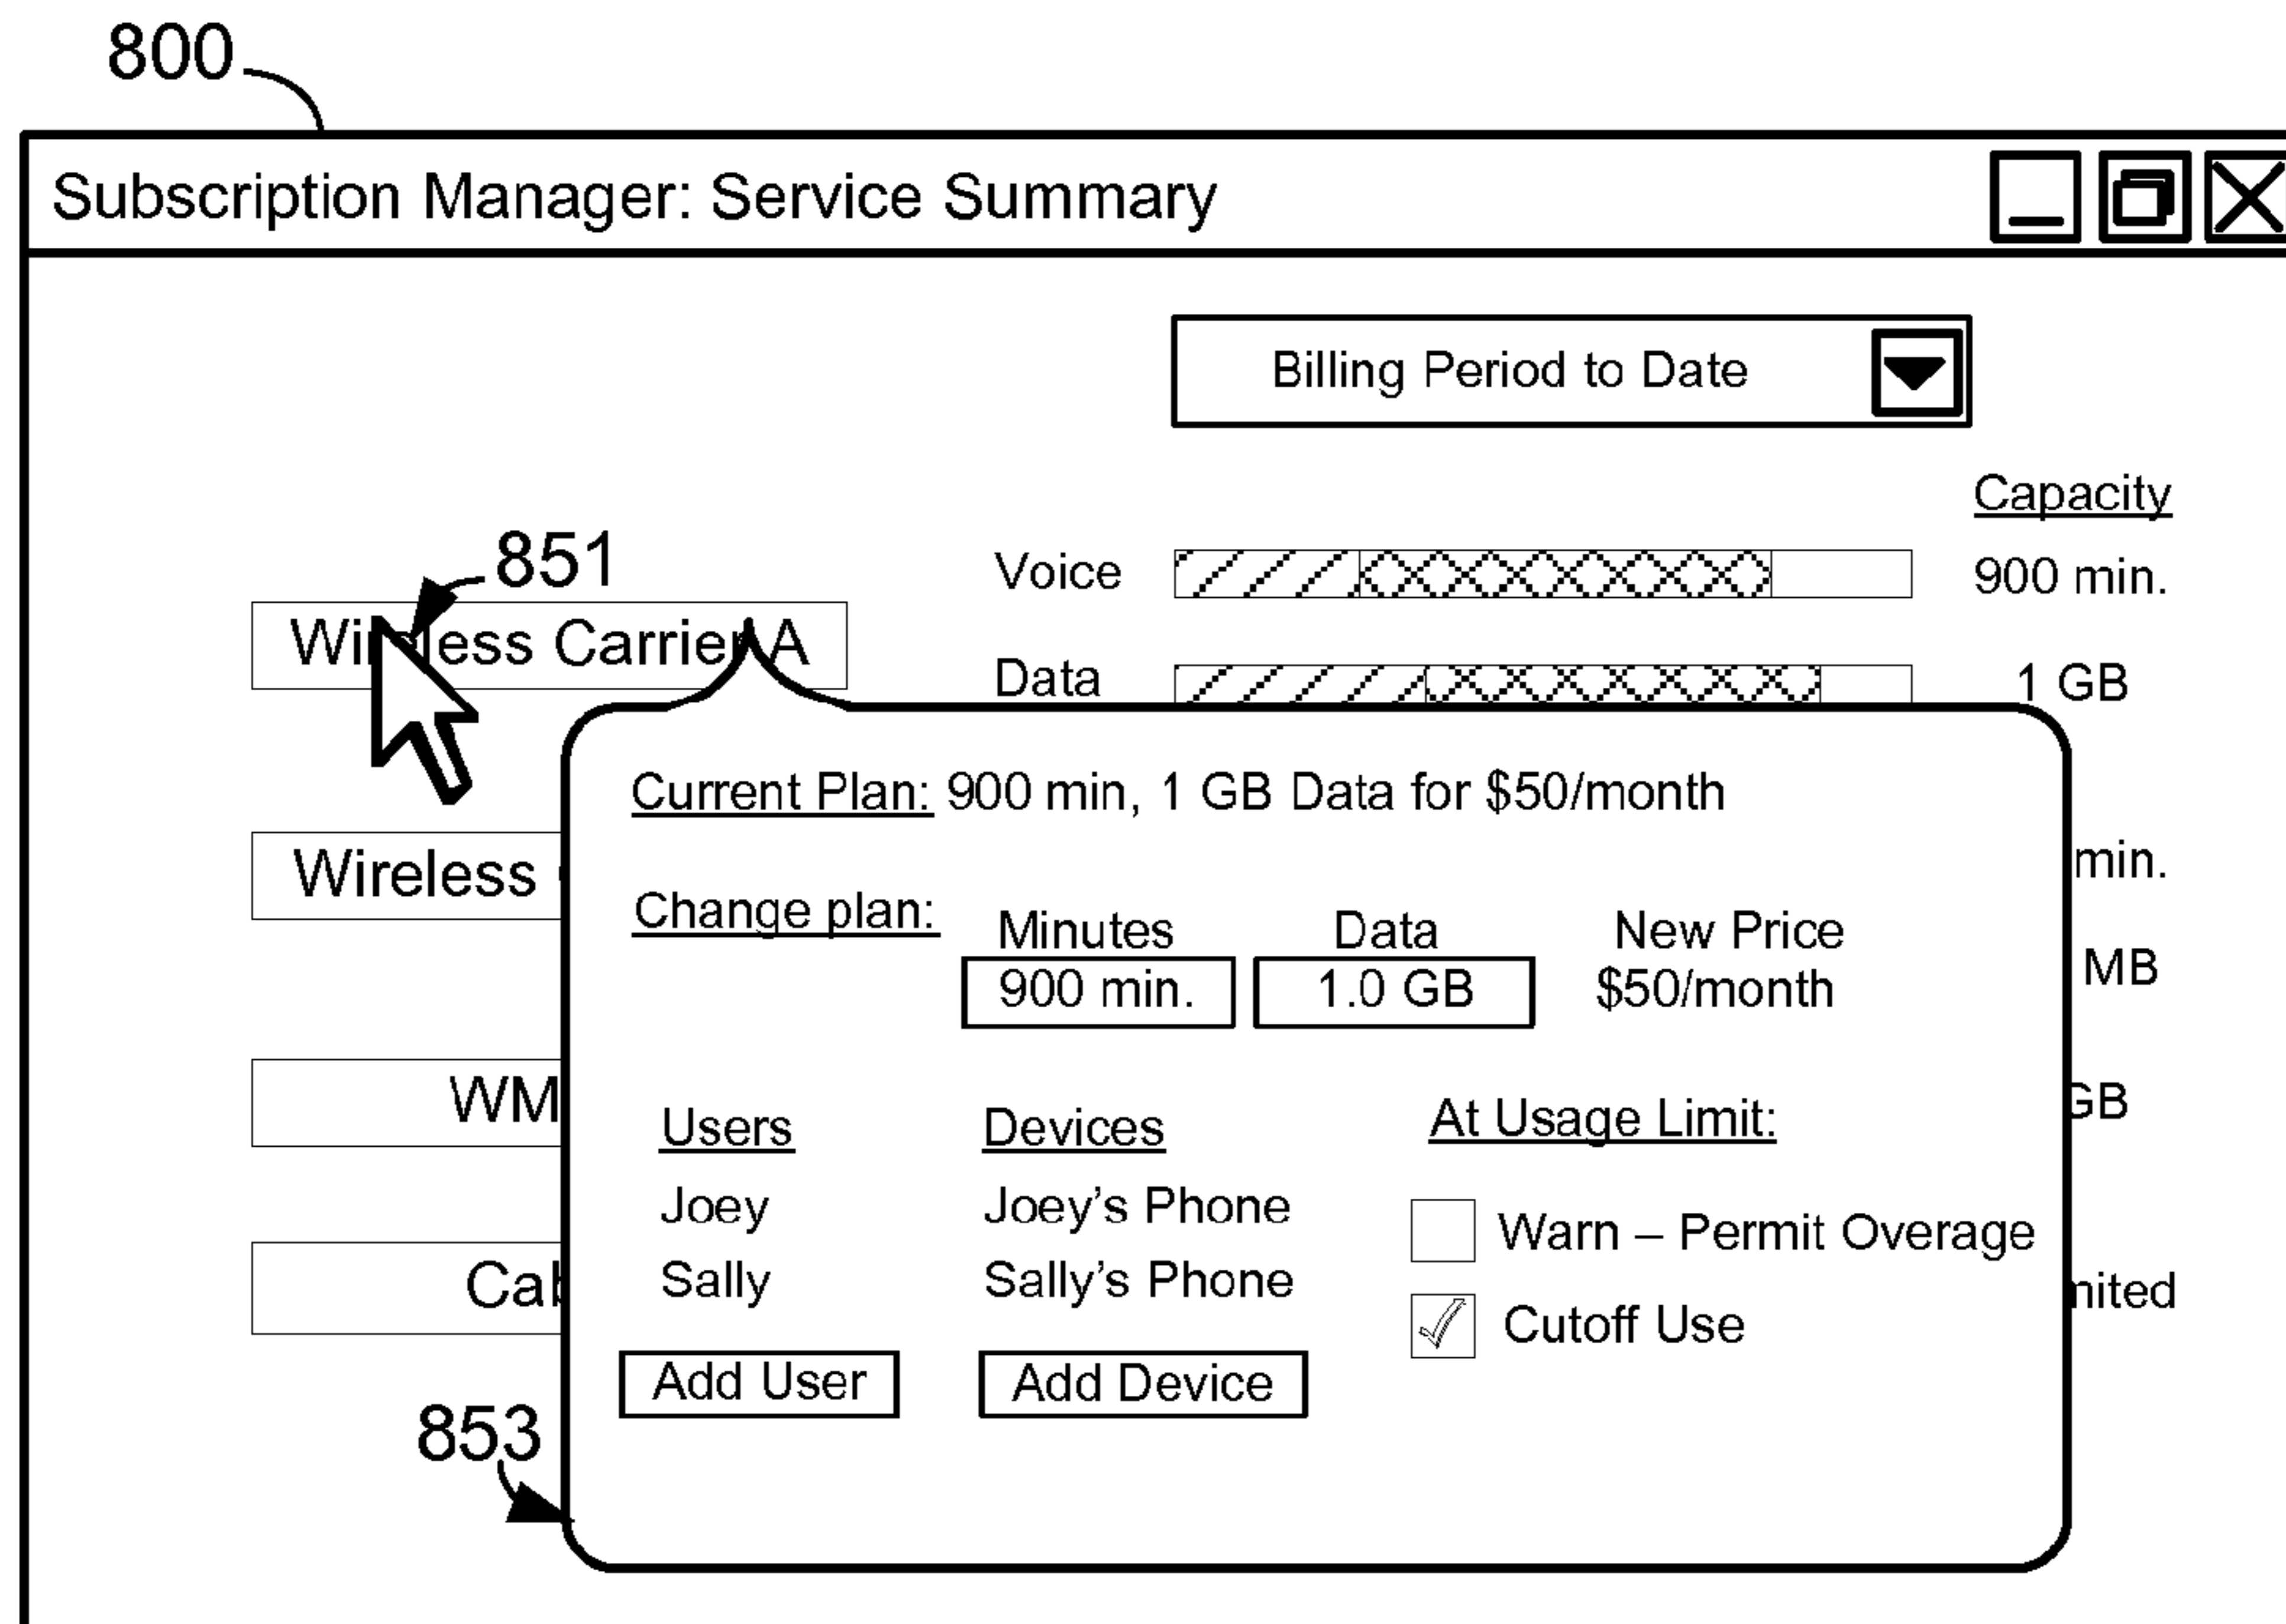 800
Subscription Manager: Service Summary
Billing Period to Date
Capacity
851
Voice 900 min.
Wireless Carrier A
Data 1 GB
Current Plan: 900 min, 1 GB Data for $50/month
Wireless min.
Change plan:
Minutes Data New Price
900 min. 1.0 GB $50/month
MB
WM GB
Users Devices At Usage Limit:
Joey Joey's Phone
Warn – Permit Overage
Sally Sally's Phone
Cutoff Use
Add User Add Device
853